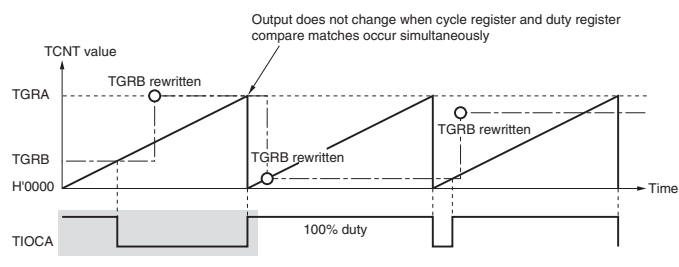 Output does not change when cycle register and duty register
compare matches occur simultaneously
TCNT value
TGRB rewritten
TGRA
TGRB rewritten
TGRB
TGRB rewritten
H'0000
Time
100% duty
TIOCA